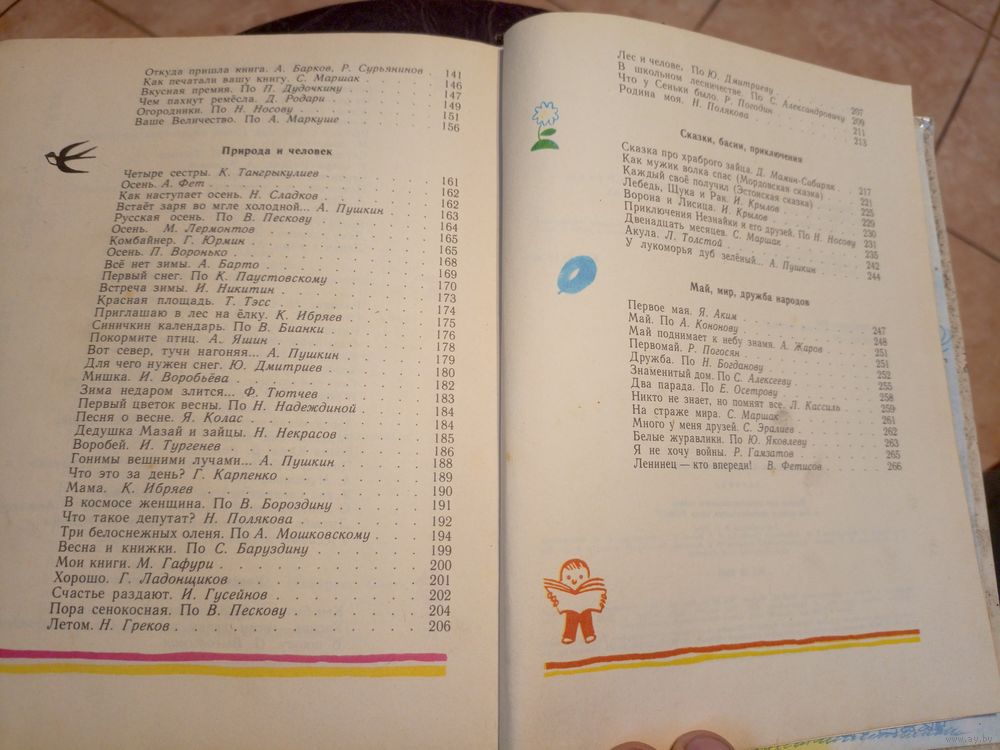 Откуда пришла книга. А. Барков, Р. Сурьянинов . 141
Как печатали вашу книгу. С. Маршак . . . 146
Вкусная премия. По П. Дудочкину . . . 147
Чем пахнут ремёсла. Д. Родари . . . 149
Огородники. По Н. Носову . . . 151
Ваше Величество. По А. Маркуше . . . 156
Природа и человек
Четыре сестры. К. Тангрыкулиев . . . 161
Осень. А. Фет . . . 162
Как наступает осень. Н. Сладков . . . 162
Встаёт заря во мгле холодной... А. Пушкин . . . 163
Русская осень. По В. Пескову . . . 164
Осень. М. Лермонтов . . . 165
Комбайнер. Г. Юрмин . . . 165
Осень. П. Воронько . . . 168
Всё нет зимы. А. Барто . . . 169
Первый снег. По К. Паустовскому . . . 170
Встреча зимы. И. Никитин . . . 173
Красная площадь. Т. Тэсс . . . 174
Приглашаю в лес на ёлку. К. Ибряев . . . 175
Синичкин календарь. По В. Бианки . . . 176
Покормите птиц. А. Яшин . . . 178
Вот север, тучи нагоняя... А. Пушкин . . . 179
Для чего нужен снег. Ю. Дмитриев . . . 180
Мишка. И. Воробьёва . . . 182
Зима недаром злится... Ф. Тютчев . . . 183
Первый цветок весны. По Н. Надеждиной . . . 184
Песня о весне. Я. Колас . . . 184
Дедушка Мазай и зайцы. Н. Некрасов . . . 185
Воробей. И. Тургенев . . . 186
Гонимы вешними лучами... А. Пушкин . . . 188
Что это за день? Г. Карпенко . . . 189
Мама. К. Ибряев . . . 190
В космосе женщина. По В. Бороздину . . . 191
Что такое депутат? Н. Полякова . . . 192
Три белоснежных оленя. По А. Мошковскому . . . 194
Весна и книжки. По С. Баруздину . . . 199
Мои книги. М. Гафури . . . 200
Хорошо. Г. Ладонщиков . . . 201
Счастье раздают. И. Гусейнов . . . 202
Пора сенокосная. По В. Пескову . . . 204
Летом. Н. Греков . . . 206
Лес и челове. По Ю. Дмитриеву . . . 207
В школьном лесничестве. По С. Александровичу 209
Что у Сеньки было. Р. Погодин . . . 211
Родина моя. Н. Полякова . . . 213
Сказки, басни, приключения
Сказка про храброго зайца. Д. Мамин-Сибиряк . 217
Как мужик волка спас (Мордовская сказка) . . . 221
Каждый своё получил (Эстонская сказка) . . . 225
Лебедь, Щука и Рак. И. Крылов . . . 229
Ворона и Лисица. И. Крылов . . . 230
Приключения Незнайки и его друзей. По Н. Носову 231
Двенадцать месяцев. С. Маршак . . . 235
Акула. Л. Толстой . . . 242
У лукоморья дуб зелёный... А. Пушкин . . . 244
Май, мир, дружба народов
Первое мая. Я. Аким . . . 247
Май. По А. Кононову . . . 248
Май поднимает к небу знамя. А. Жаров . . . 251
Первомай. Р. Погосян . . . 251
Дружба. По Н. Богданову . . . 252
Знаменитый дом. По С. Алексееву . . . 255
Два парада. По Е. Осетрову . . . 258
Никто не знает, но помнят все. Л. Кассиль . . . 259
На страже мира. С. Маршак . . . 261
Много у меня друзей. С. Эралиев . . . 262
Белые журавлики. По Ю. Яковлеву . . . 263
Я не хочу войны. Р. Гамзатов . . . 265
Ленинец — кто впереди! В. Фетисов . . . 266
www.ay.by